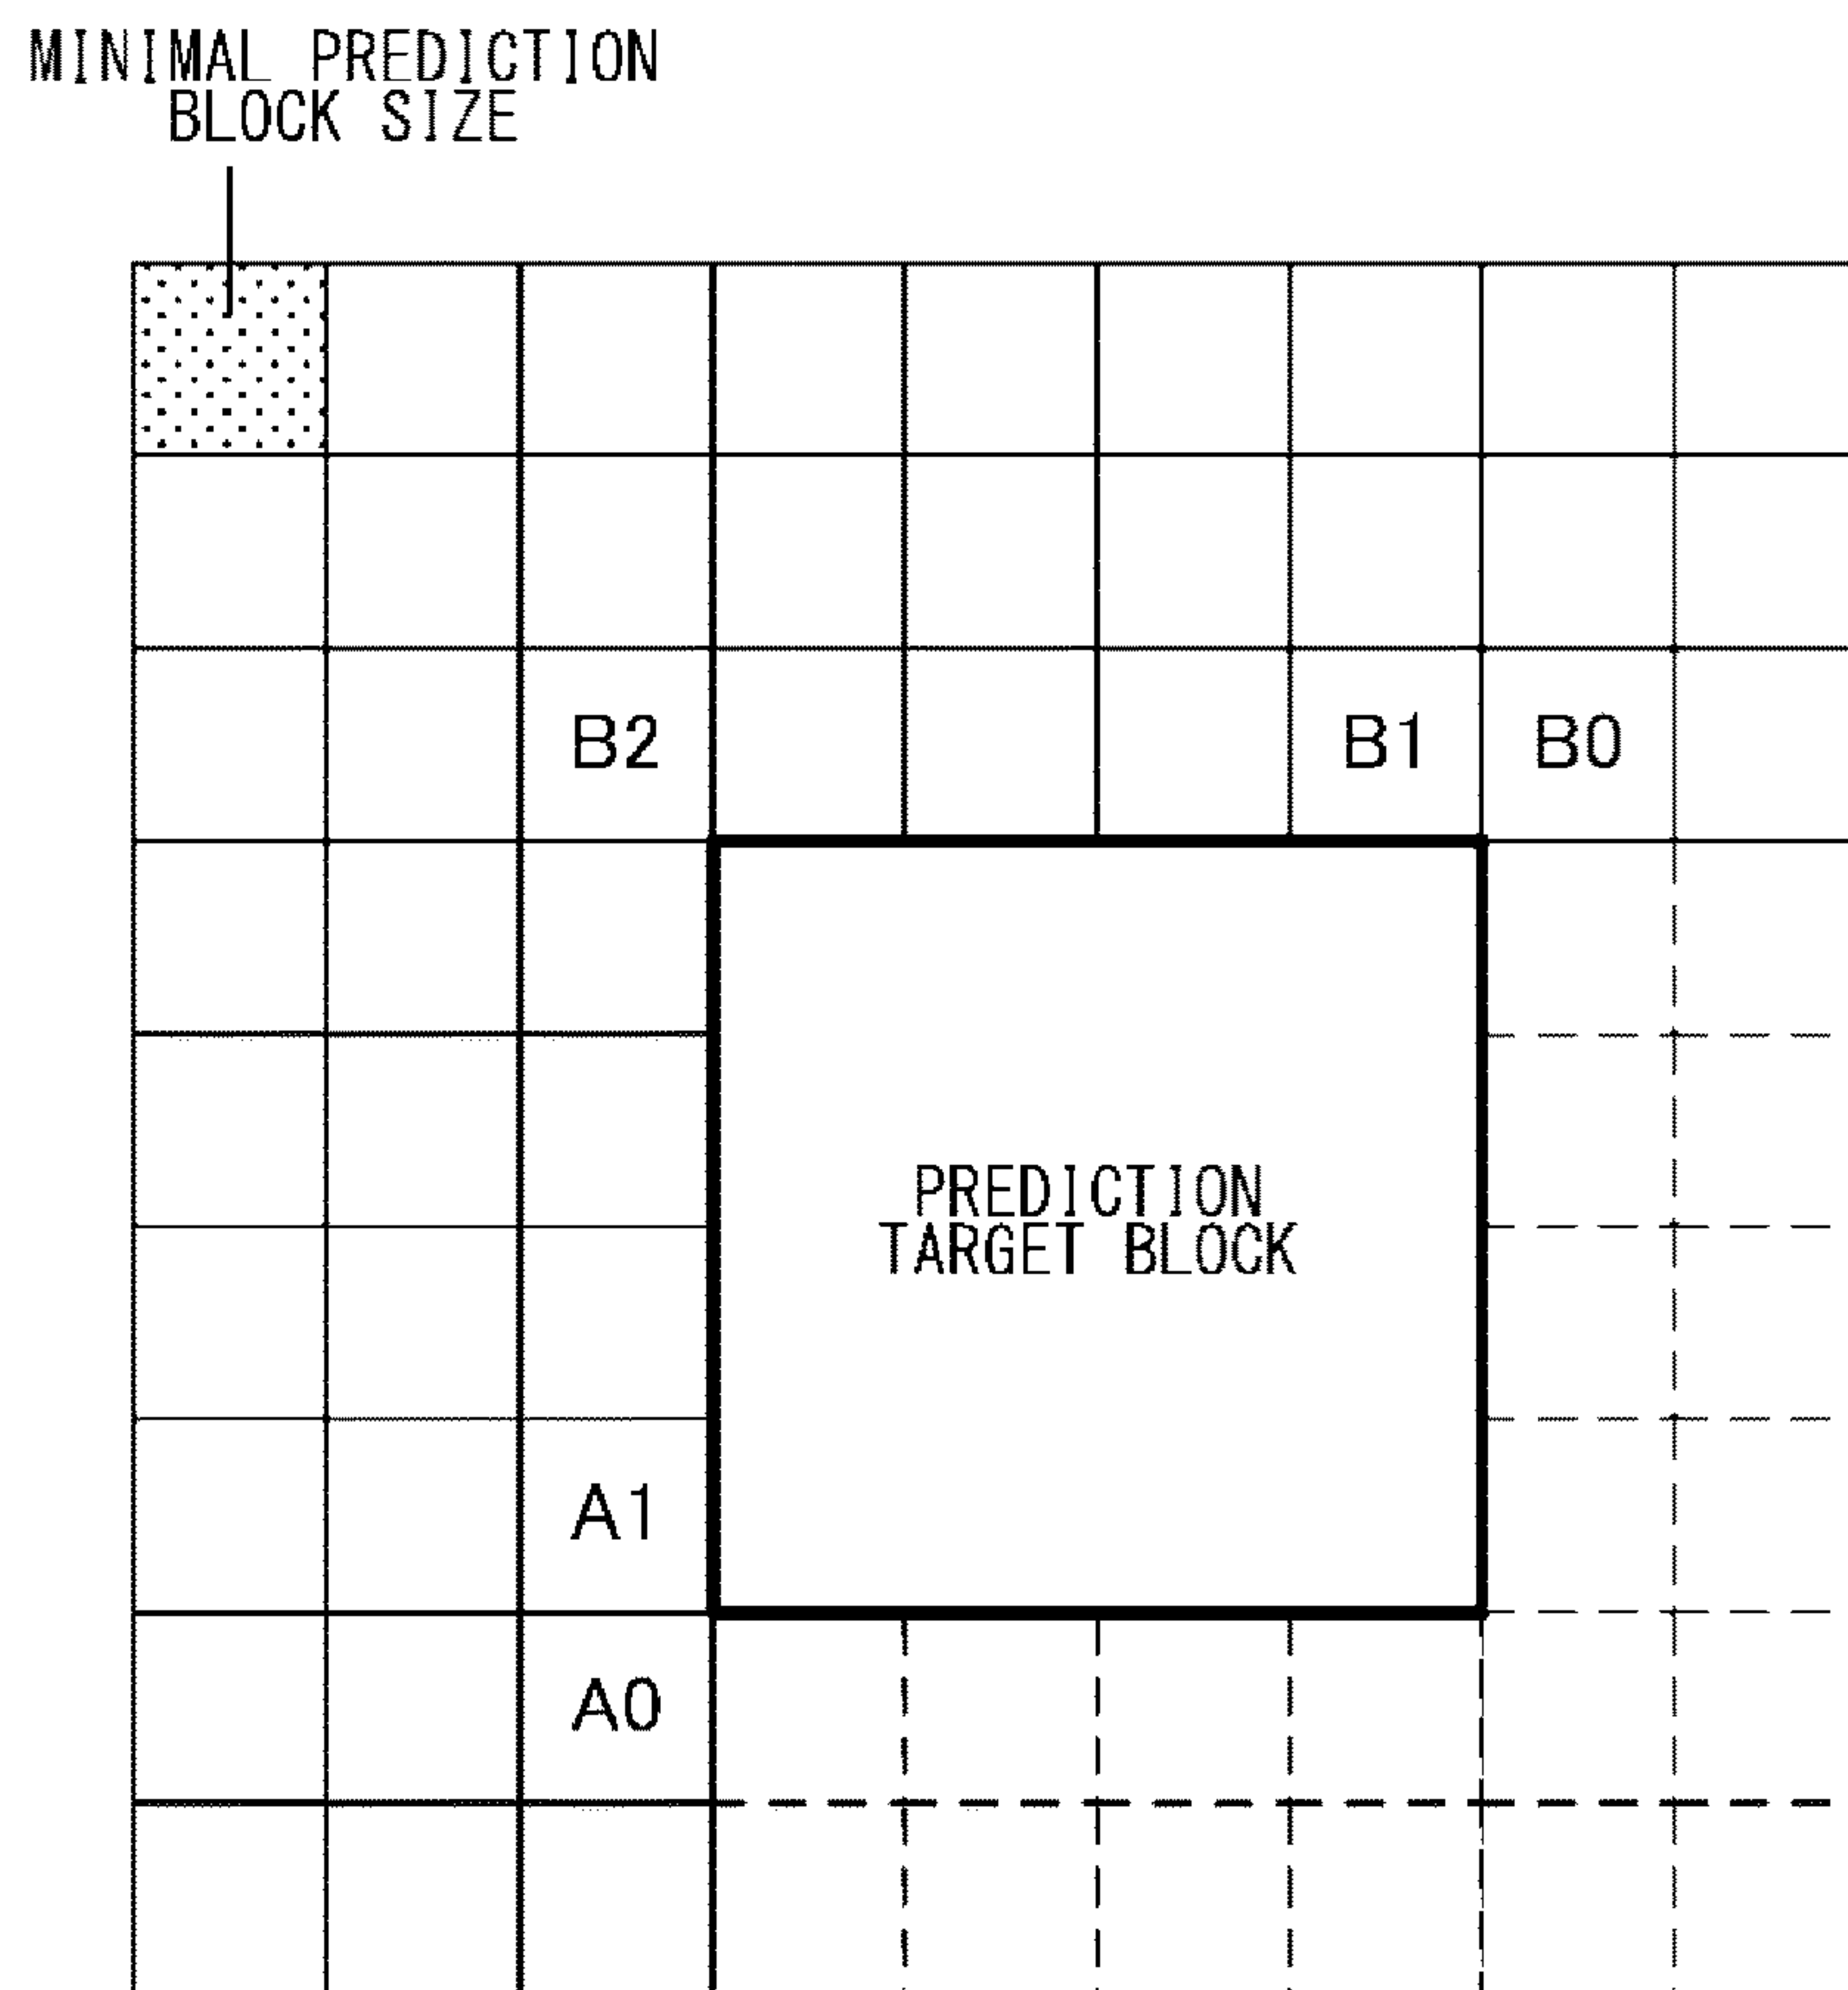 MINIMAL PREDICTION
BLOCK SIZE
B2
B1
B0
PREDICTION
TARGET BLOCK
A1
A0